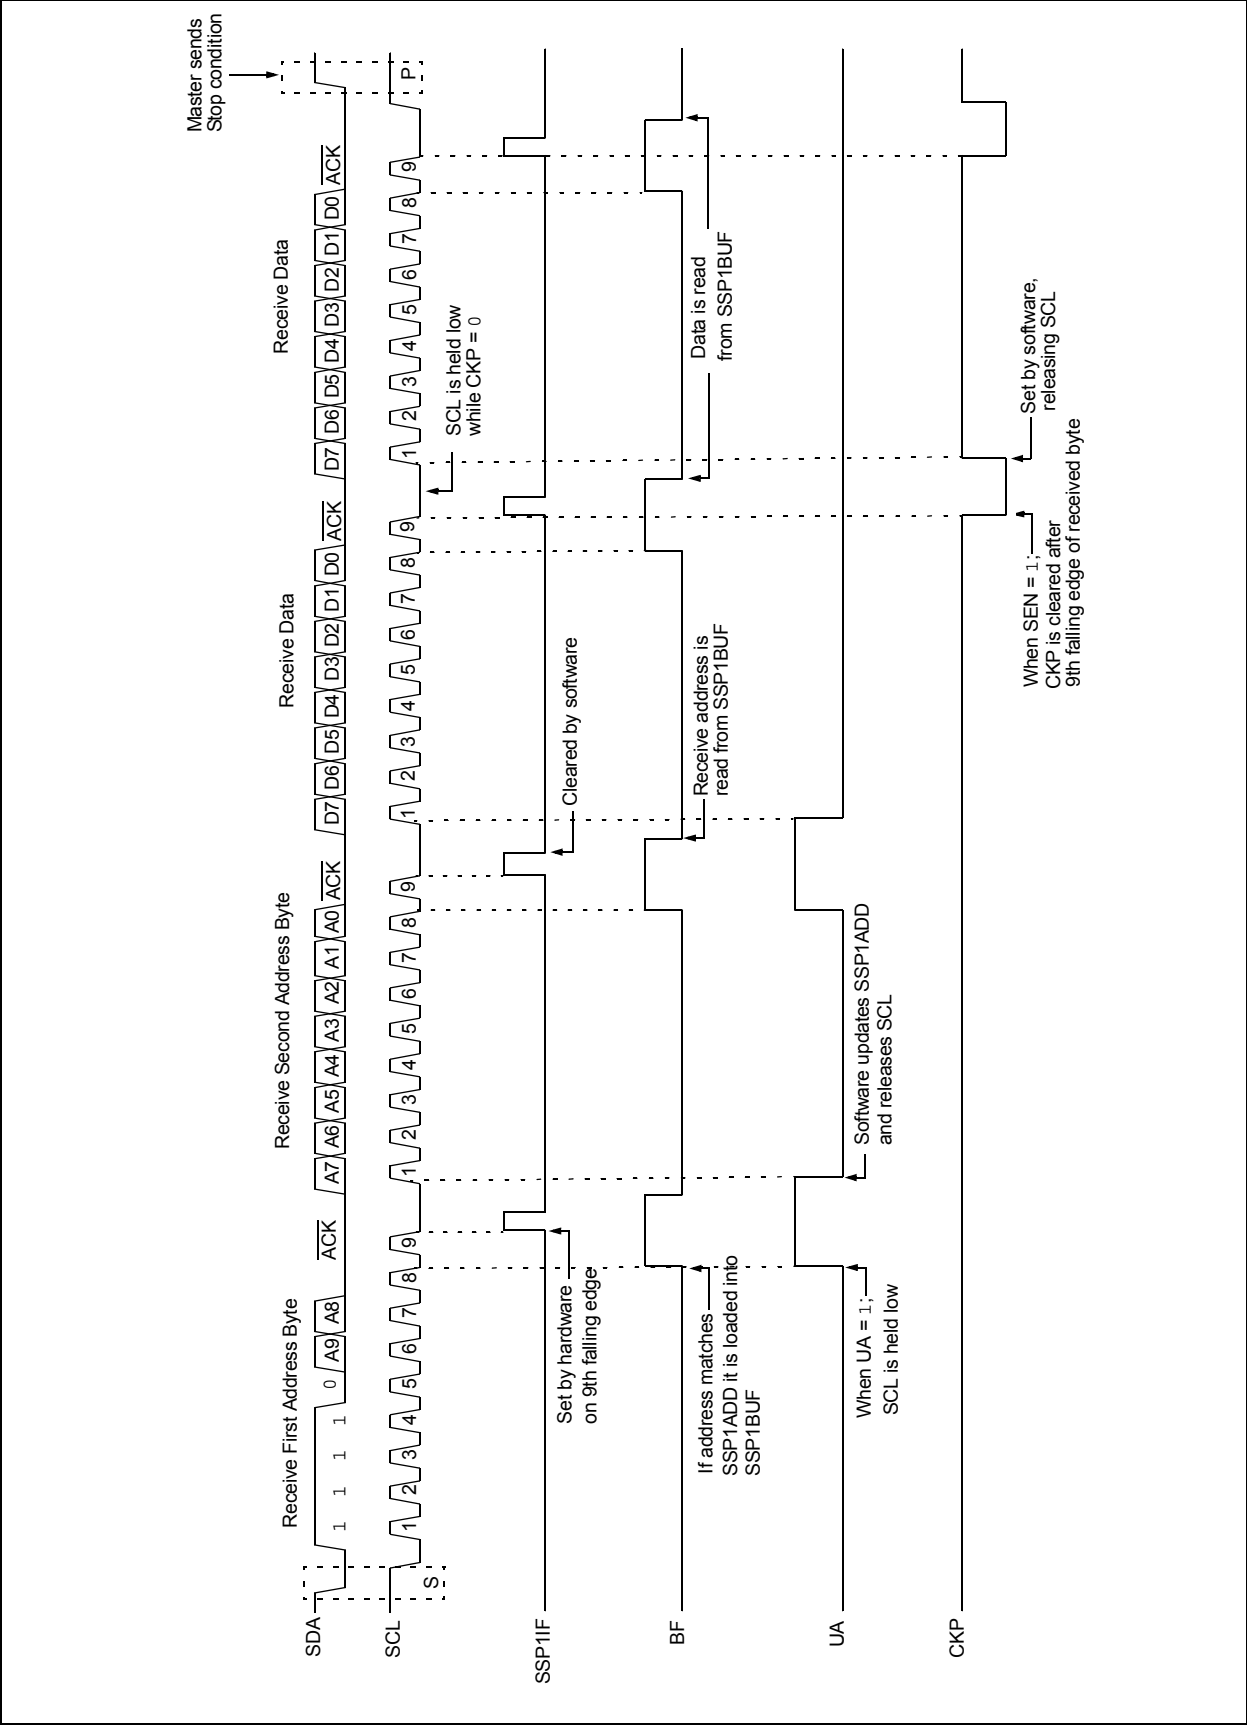 Master sends
Stop condition
Receive First Address Byte
Receive Second Address Byte
Receive Data
Receive Data
SDA
1 1 1 1 0 A9 A8 ACK
A7 A6 A5 A4 A3 A2 A1 A0 ACK
D7 D6 D5 D4 D3 D2 D1 D0 ACK
D7 D6 D5 D4 D3 D2 D1 D0 ACK
SCL
S
1 2 3 4 5 6 7 8 9
1 2 3 4 5 6 7 8 9
1 2 3 4 5 6 7 8 9
1 2 3 4 5 6 7 8 9
P
SCL is held low
while CKP = 0
SSP1IF
Set by hardware
on 9th falling edge
Cleared by software
BF
If address matches
SSP1ADD it is loaded into
SSP1BUF
Receive address is
read from SSP1BUF
Data is read
from SSP1BUF
UA
When UA = 1;
SCL is held low
Software updates SSP1ADD
and releases SCL
CKP
When SEN = 1;
CKP is cleared after
9th falling edge of received byte
Set by software,
releasing SCL